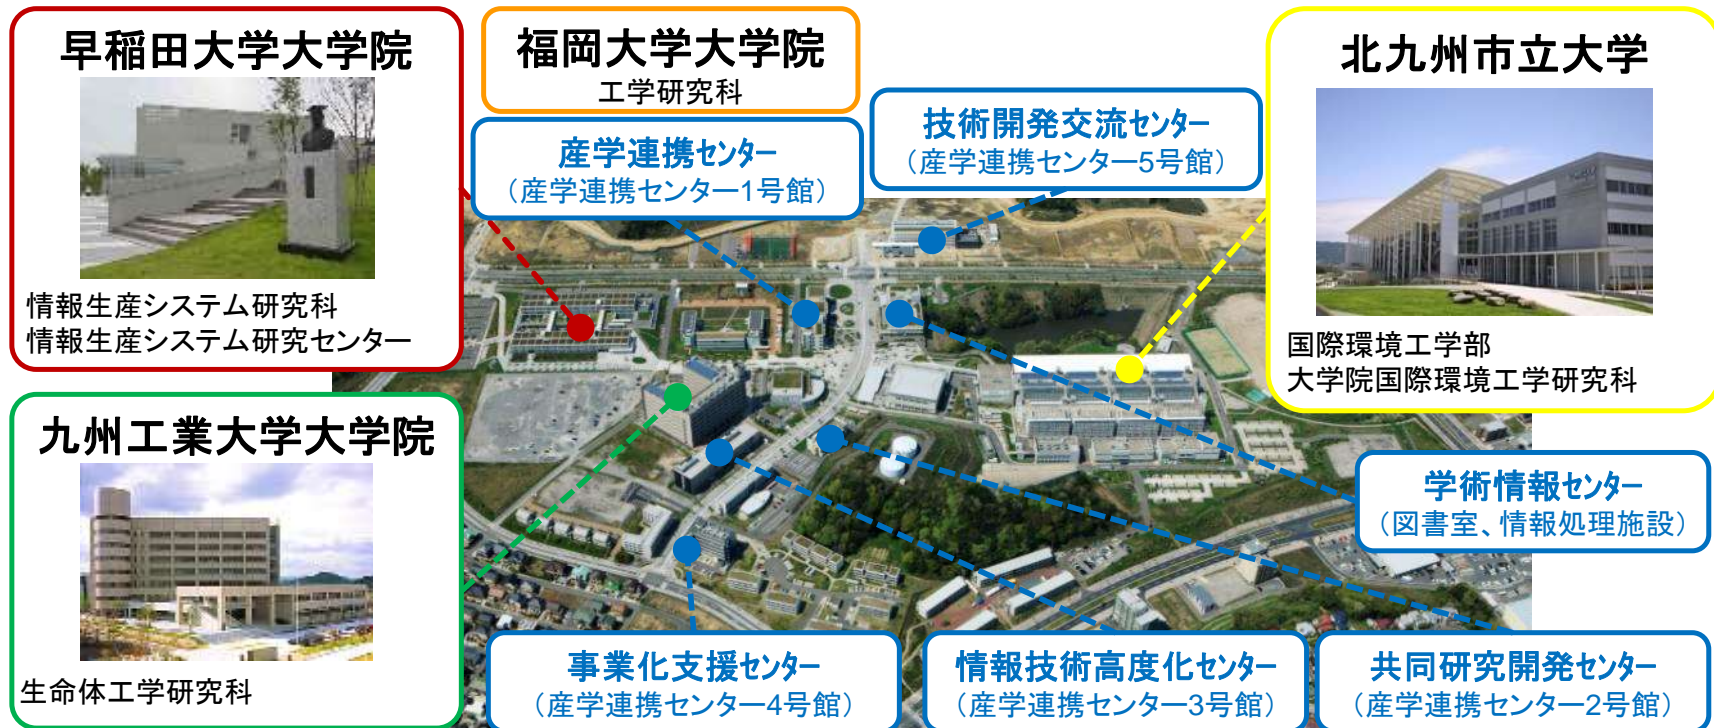 早稲田大学大学院
情報生産システム研究科
情報生産システム研究センター
福岡大学大学院
工学研究科
産学連携センター
（産学連携センター1号館）
技術開発交流センター
（産学連携センター5号館）
北九州市立大学
国際環境工学部
大学院国際環境工学研究科
九州工業大学大学院
生命体工学研究科
学術情報センター
（図書室、情報処理施設）
事業化支援センター
（産学連携センター4号館）
情報技術高度化センター
（産学連携センター3号館）
共同研究開発センター
（産学連携センター2号館）